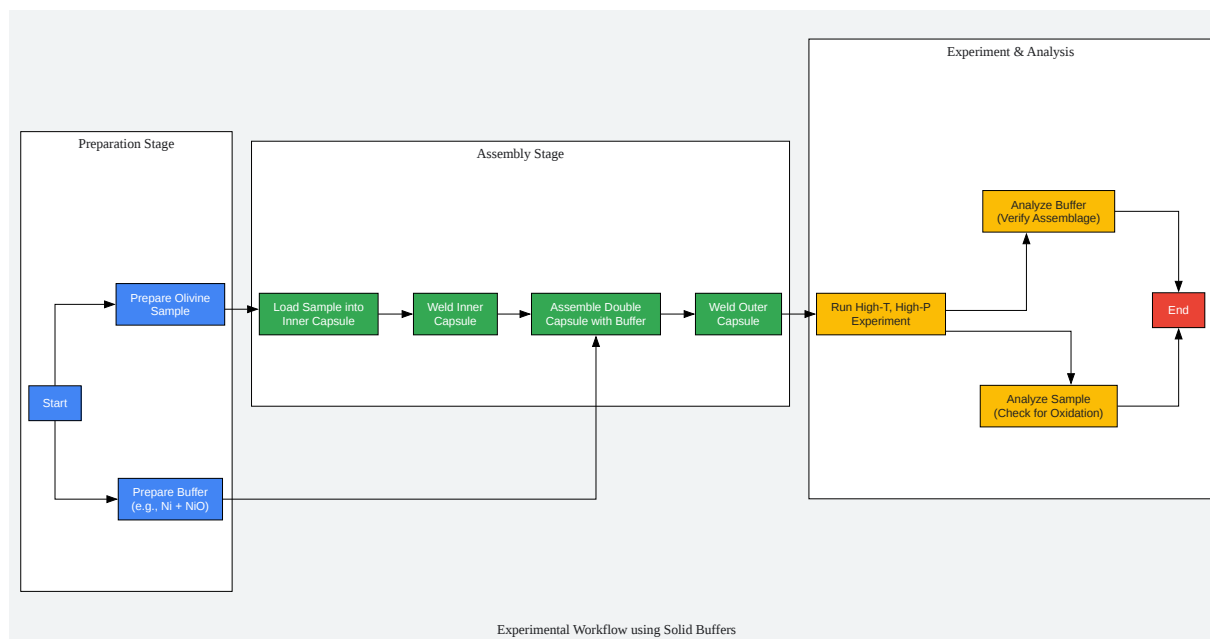 Experiment & Analysis
Preparation Stage
Assembly Stage
Analyze Buffer
(Verify Assemblage)
Prepare Olivine
Sample
Load Sample into
Inner Capsule
Weld Inner
Capsule
Assemble Double
Capsule with Buffer
Weld Outer
Capsule
Run High-T, High-P
Experiment
End
Start
Analyze Sample
(Check for Oxidation)
Prepare Buffer
(e.g., Ni + NiO)
Experimental Workflow using Solid Buffers